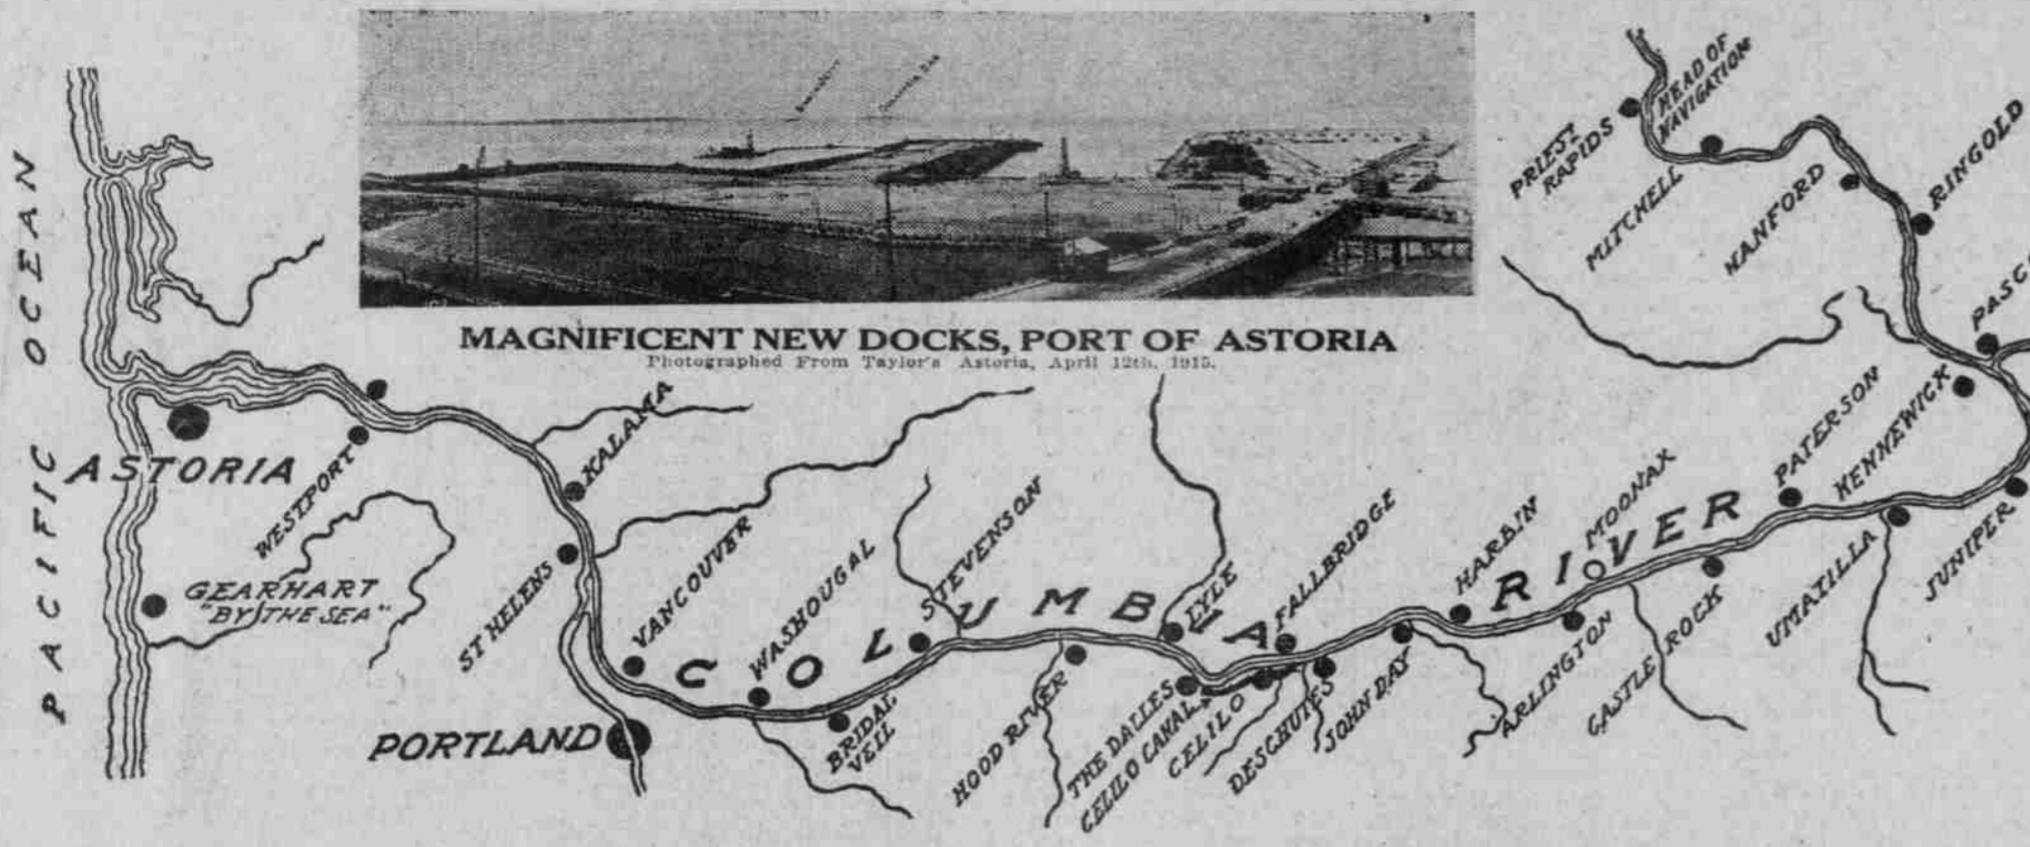 PACIFIC OCEAN
MAGNIFICENT NEW DOCKS, PORT OF ASTORIA
Photographed From Taylor's Astoria, April 12th, 1915.
ASTORIA
WESTPORT
GEARHART
"BY THE SEA"
KALAMA
ST HELENS
PORTLAND
VANCOUVER
WASHOUGAL
BRIDAL
VEIL
STEVENSON
COLUMBIA RIVER
HOOD RIVER
LYLE
THE DALLES
CELILO CANAL
CELILO
FALLBRIDGE
DESCHUTES
JOHN DAY
HARBIN
ARLINGTON
MOONAX
CASTLE ROCK
PATERSON
UMATILLA
KENNEWICK
JUNIPER
PASC
RINGOLD
HANFORD
MITCHELL
PRIEST
RAPIDS
HEAD OF
NAVIGATION